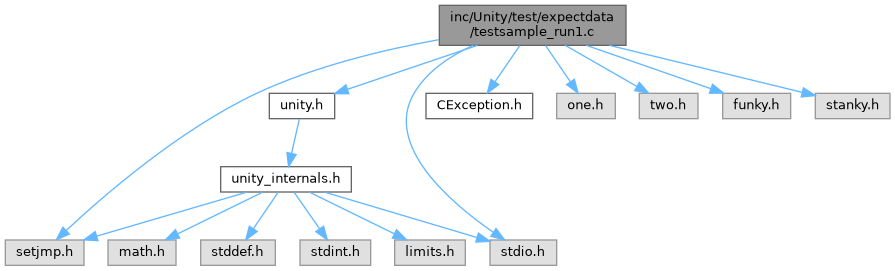 inc/Unity/test/expectdata
/testsample_run1.c
unity.h
CException.h
one.h
two.h
funky.h
stanky.h
unity_internals.h
setjmp.h
math.h
stddef.h
stdint.h
limits.h
stdio.h